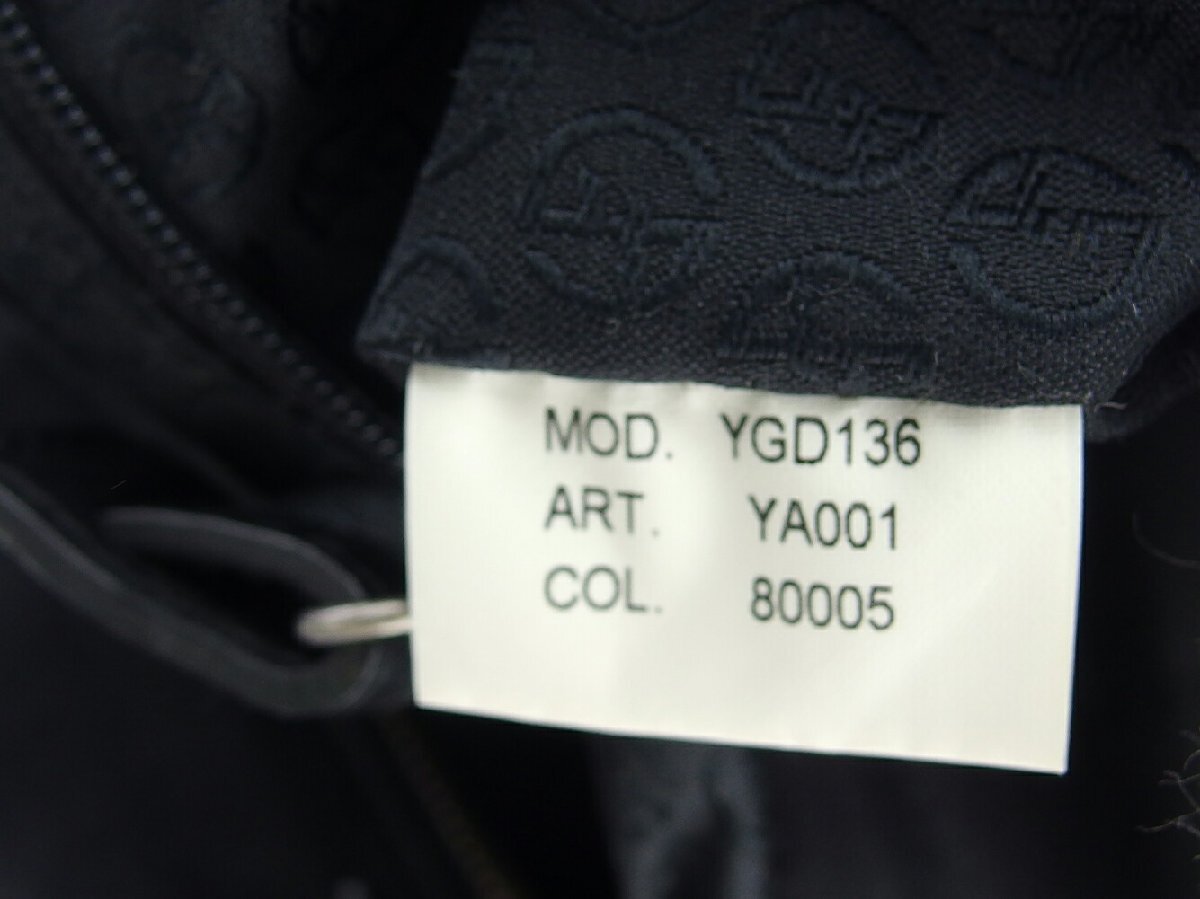 MOD. YGD136
ART. YA001
COL. 80005